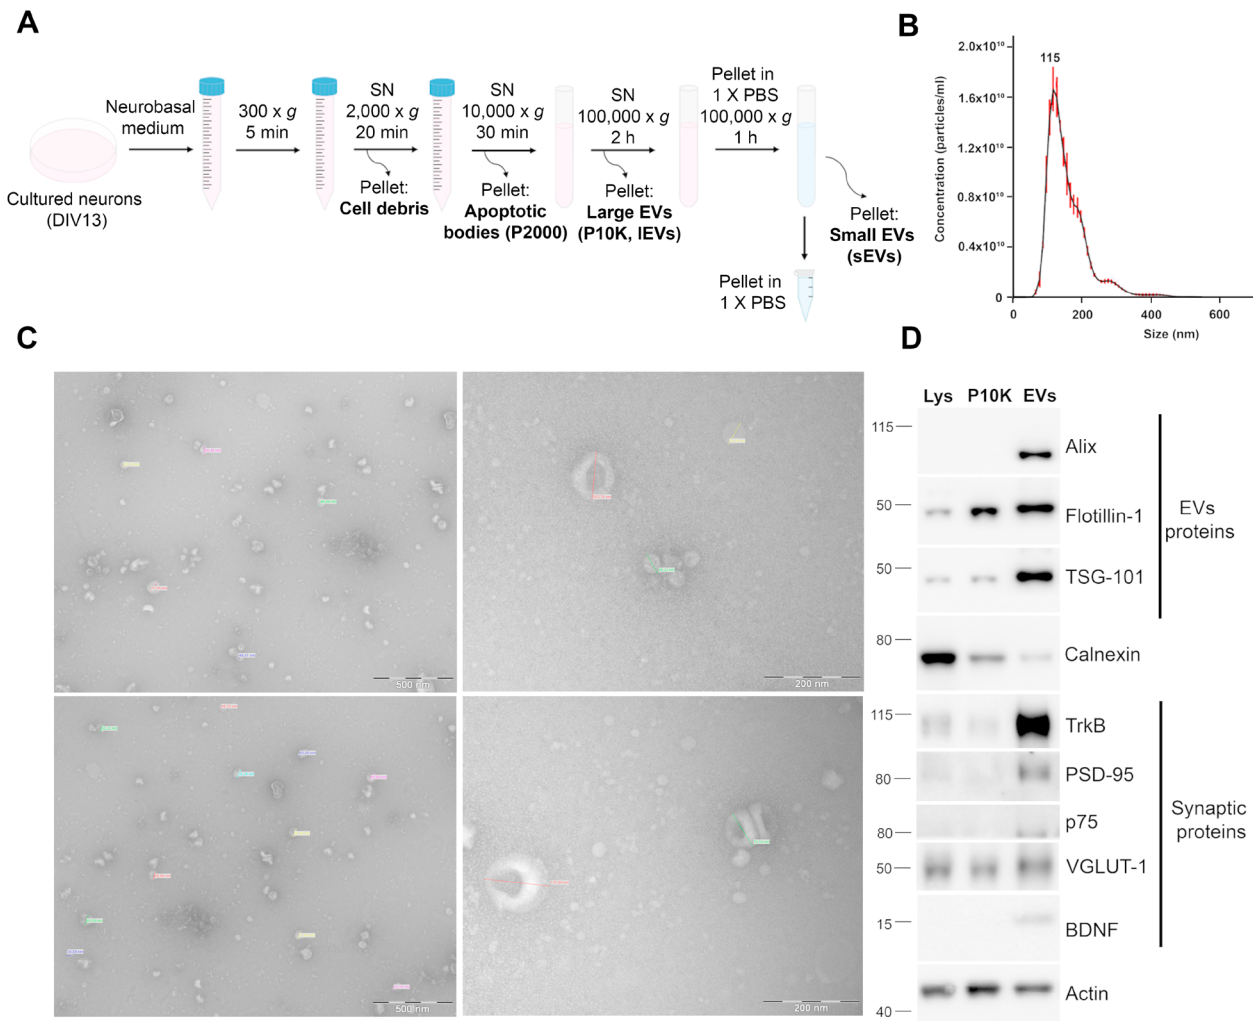 A
Neurobasal
medium
Cultured neurons
(DIV13)
300 x g
5 min
SN
2,000 x g
20 min
Pellet:
Cell debris
SN
10,000 x g
30 min
Pellet:
Apoptotic
bodies (P2000)
SN
100,000 x g
2 h
Pellet:
Large EVs
(P10K, lEVs)
Pellet in
1 X PBS
100,000 x g
1 h
Pellet:
Small EVs
(sEVs)
Pellet in
1 X PBS
B
Concentration (particles/ml)
2.0x10¹⁰
1.6x10¹⁰
1.2x10¹⁰
0.8x10¹⁰
0.4x10¹⁰
0
115
0
200
400
600
Size (nm)
C
500 nm
200 nm
500 nm
200 nm
D
Lys
P10K
EVs
115
Alix
50
Flotillin-1
50
TSG-101
EVs
proteins
80
Calnexin
115
TrkB
80
PSD-95
80
p75
50
VGLUT-1
15
BDNF
Synaptic
proteins
40
Actin